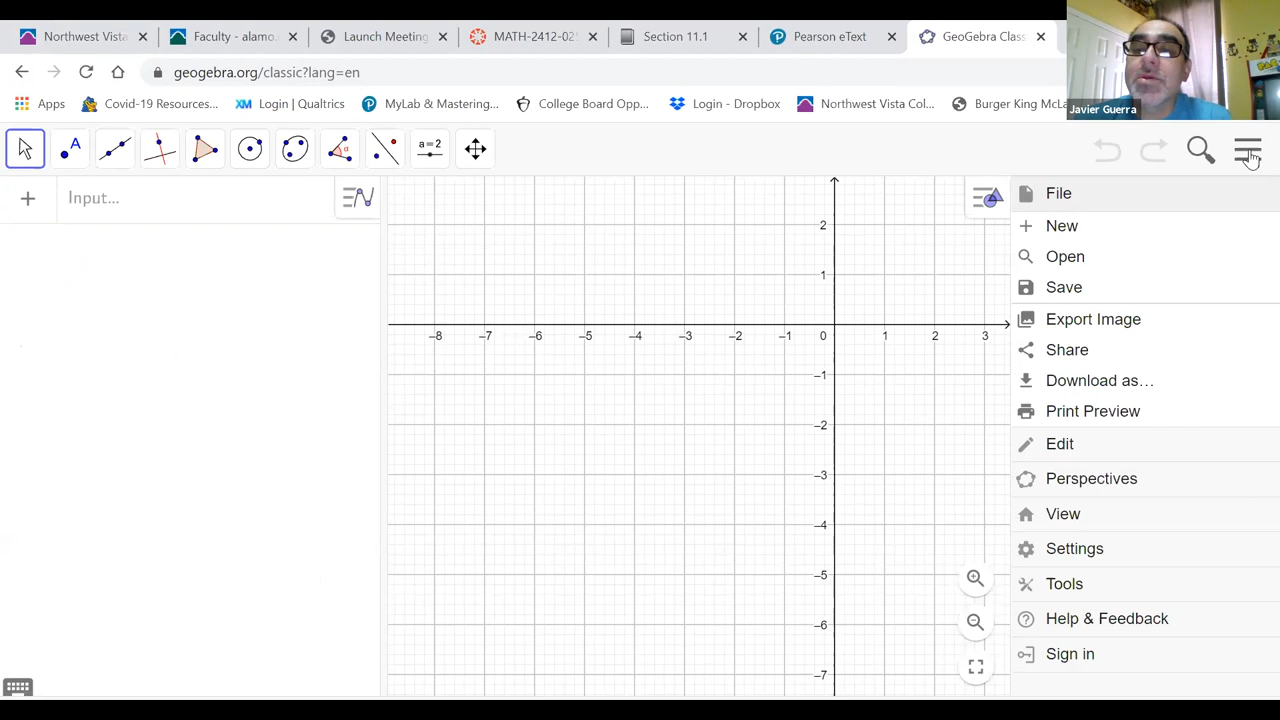 Northwest Vista
Faculty - alamo.
Launch Meeting
MATH-2412-025
Section 11.1
Pearson eText
GeoGebra Clas
geogebra.org/classic?lang=en
Apps
Covid-19 Resources...
XM Login | Qualtrics
MyLab & Mastering...
College Board Opp...
Login - Dropbox
Northwest Vista Col...
Burger King McLa
Javier Guerra
A
α
a = 2
Input...
File
New
Open
Save
Export Image
Share
Download as…
Print Preview
Edit
Perspectives
View
Settings
Tools
Help & Feedback
Sign in
2
1
–8 –7 –6 –5 –4 –3 –2 –1 0 1 2 3
–1
–2
–3
–4
–5
–6
–7